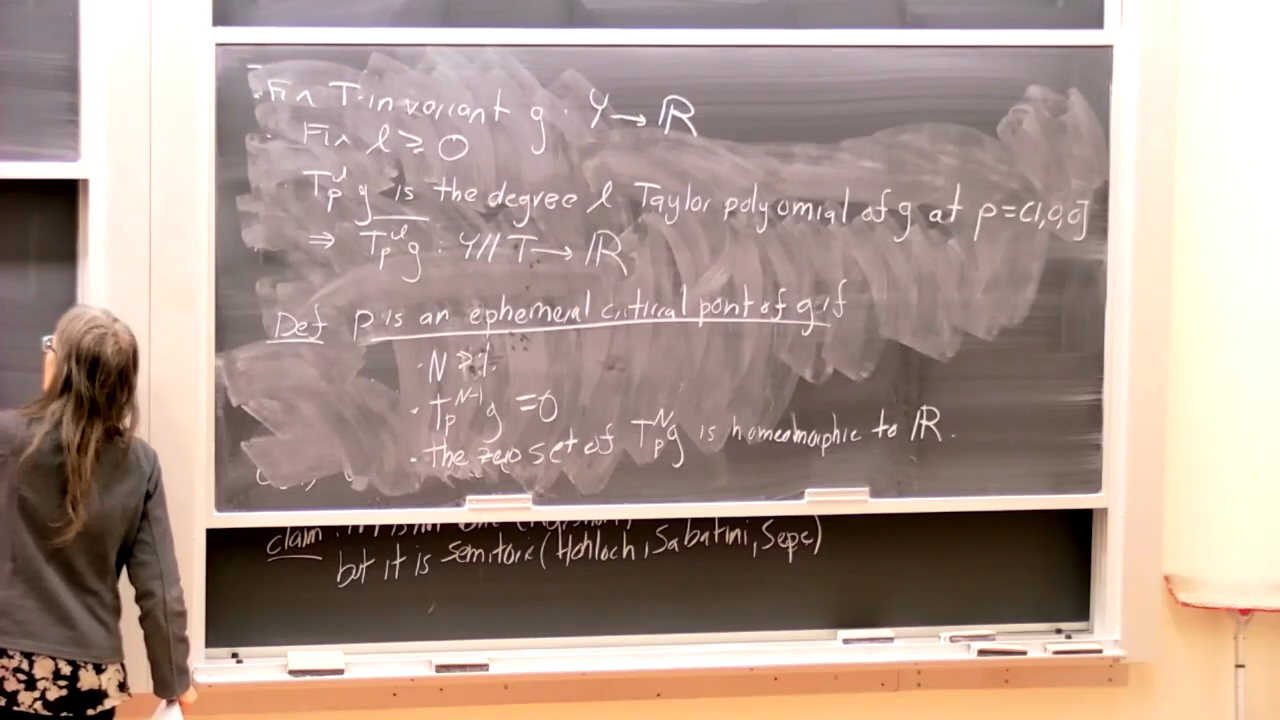 · Fix T-invariant g : Y → ℝ
· Fix l ≥ 0
· T_p^l g is the degree l Taylor polyomial of g at p = [1,0,0]
⇒ T_p^l g : Y//T → ℝ
Def p is an ephemeral critical pont of g if
· N > 1
· T_p^{N-1} g = 0
· the zero set of T_p^N g is homeomorphic to ℝ.
claim
but it is semitoric (Hohloch, Sabatini, Sepe)